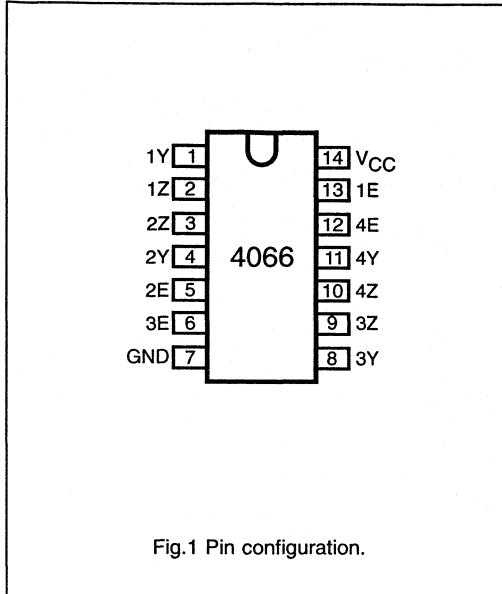 1Y 1 14 VCC
1Z 2 13 1E
2Z 3 12 4E
2Y 4 4066 11 4Y
2E 5 10 4Z
3E 6 9 3Z
GND 7 8 3Y
Fig.1 Pin configuration.